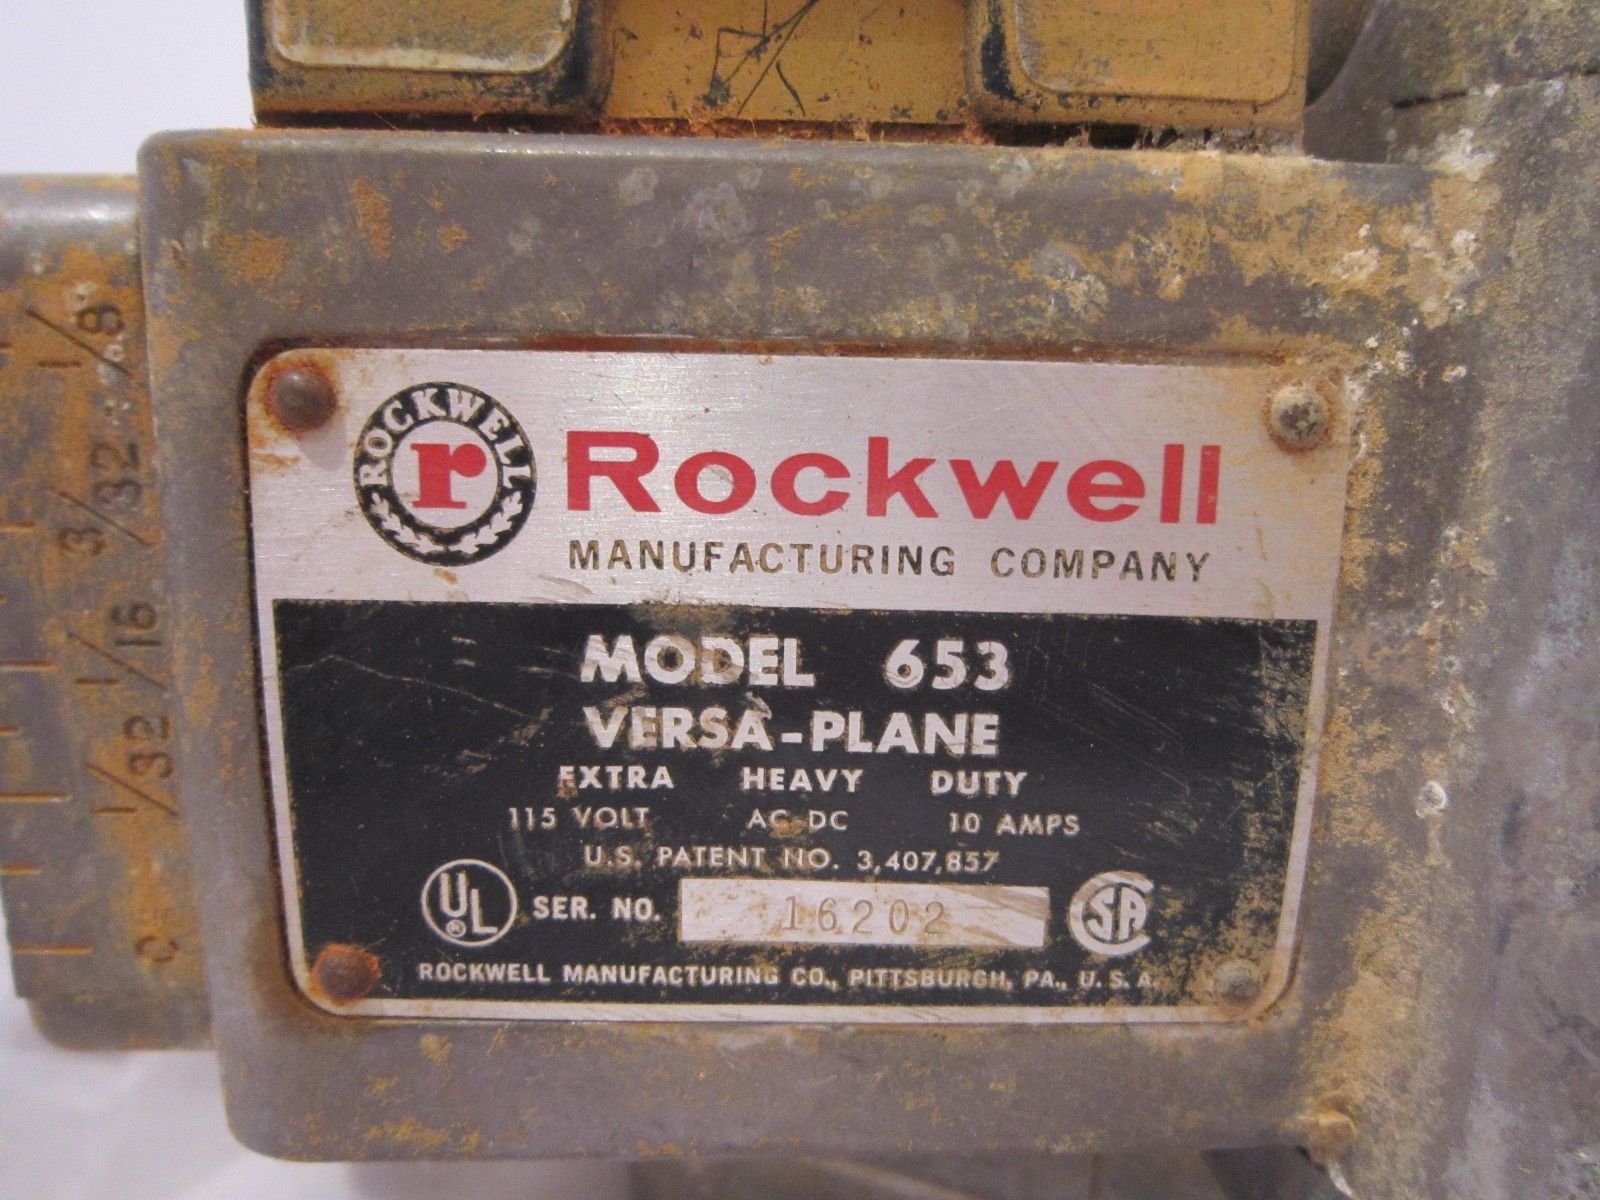 1/8
3/32
1/16
1/32
0
ROCKWELL
r
Rockwell
MANUFACTURING COMPANY
MODEL 653
VERSA-PLANE
EXTRA HEAVY DUTY
115 VOLT AC DC 10 AMPS
U.S. PATENT NO. 3,407,857
UL ® SER. NO. 16202 CSA
ROCKWELL MANUFACTURING CO., PITTSBURGH, PA., U.S.A.